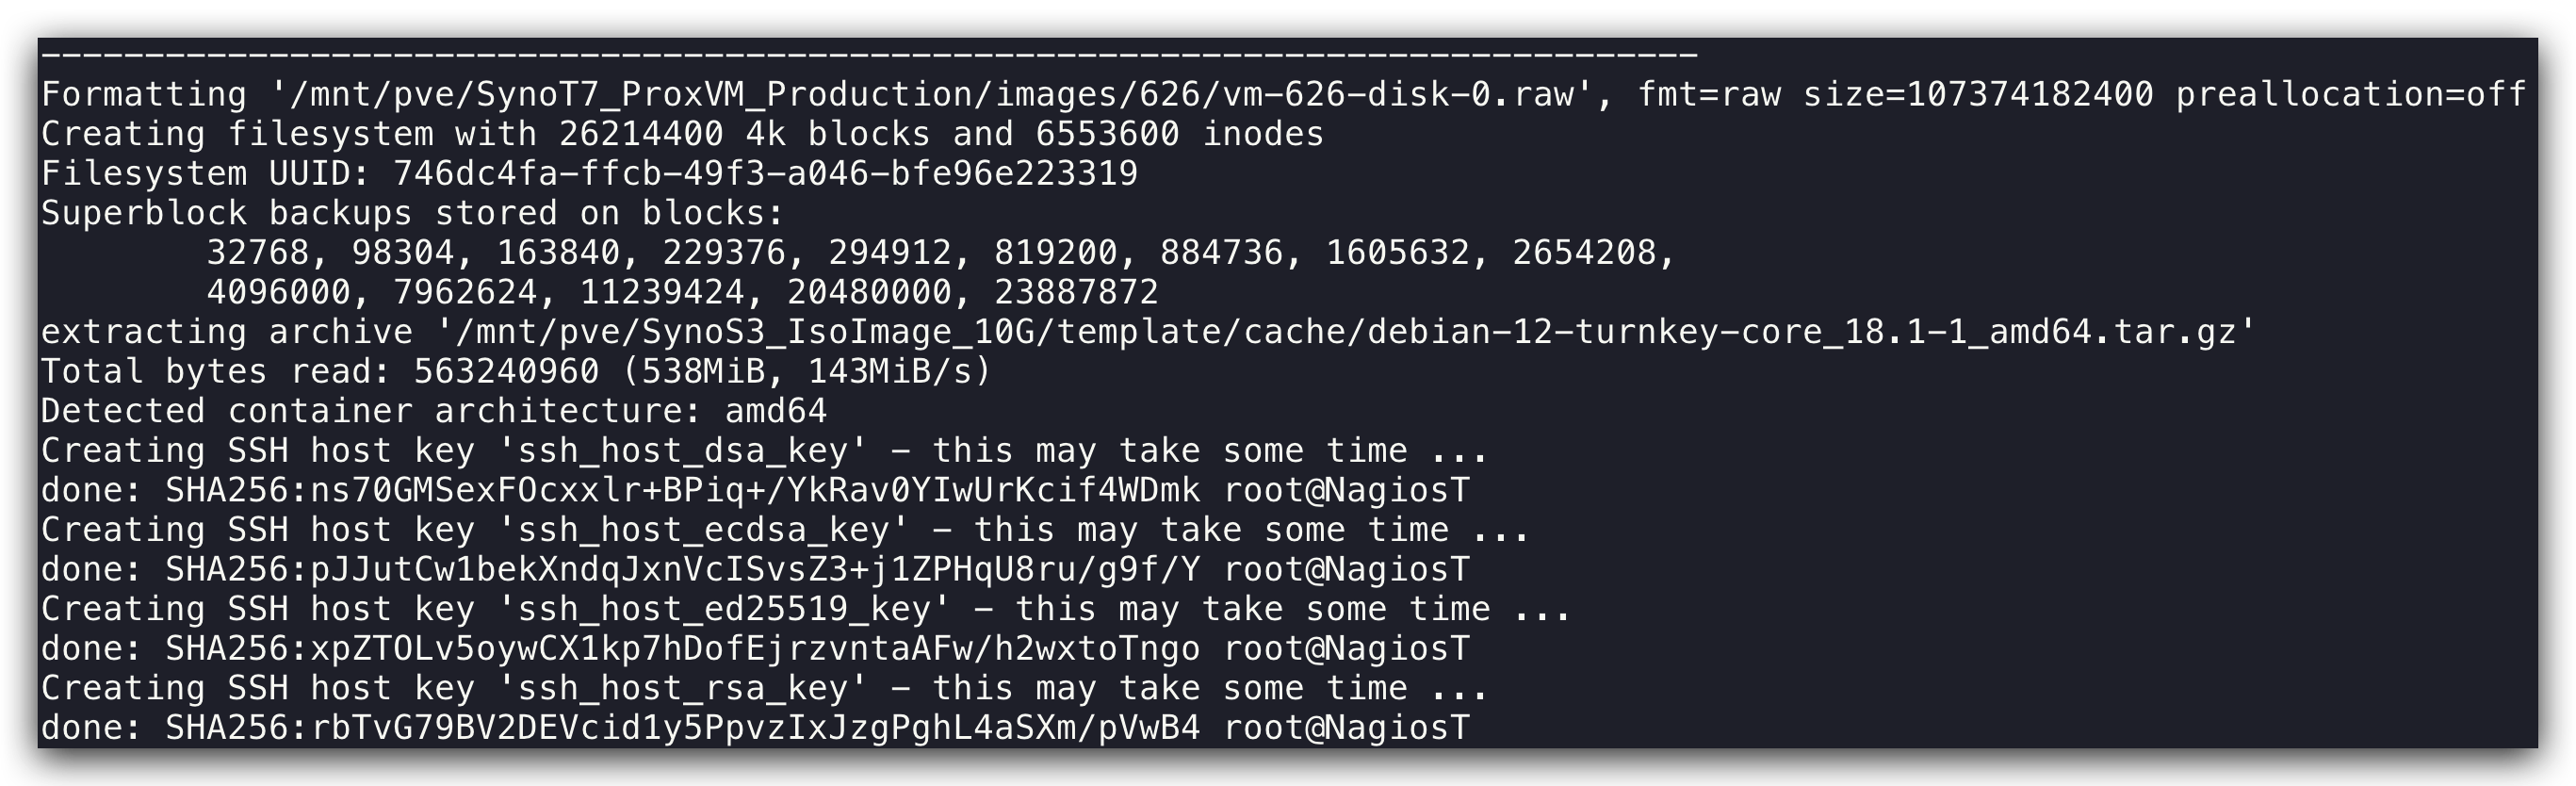 --------------------------------------------------------------------------------
Formatting '/mnt/pve/SynoT7_ProxVM_Production/images/626/vm-626-disk-0.raw', fmt=raw size=107374182400 preallocation=off
Creating filesystem with 26214400 4k blocks and 6553600 inodes
Filesystem UUID: 746dc4fa-ffcb-49f3-a046-bfe96e223319
Superblock backups stored on blocks:
        32768, 98304, 163840, 229376, 294912, 819200, 884736, 1605632, 2654208,
        4096000, 7962624, 11239424, 20480000, 23887872
extracting archive '/mnt/pve/SynoS3_IsoImage_10G/template/cache/debian-12-turnkey-core_18.1-1_amd64.tar.gz'
Total bytes read: 563240960 (538MiB, 143MiB/s)
Detected container architecture: amd64
Creating SSH host key 'ssh_host_dsa_key' - this may take some time ...
done: SHA256:ns70GMSexFOcxxlr+BPiq+/YkRav0YIwUrKcif4WDmk root@NagiosT
Creating SSH host key 'ssh_host_ecdsa_key' - this may take some time ...
done: SHA256:pJJutCw1bekXndqJxnVcISvsZ3+j1ZPHqU8ru/g9f/Y root@NagiosT
Creating SSH host key 'ssh_host_ed25519_key' - this may take some time ...
done: SHA256:xpZTOLv5oywCX1kp7hDofEjrzvntaAFw/h2wxtoTngo root@NagiosT
Creating SSH host key 'ssh_host_rsa_key' - this may take some time ...
done: SHA256:rbTvG79BV2DEVcid1y5PpvzIxJzgPghL4aSXm/pVwB4 root@NagiosT